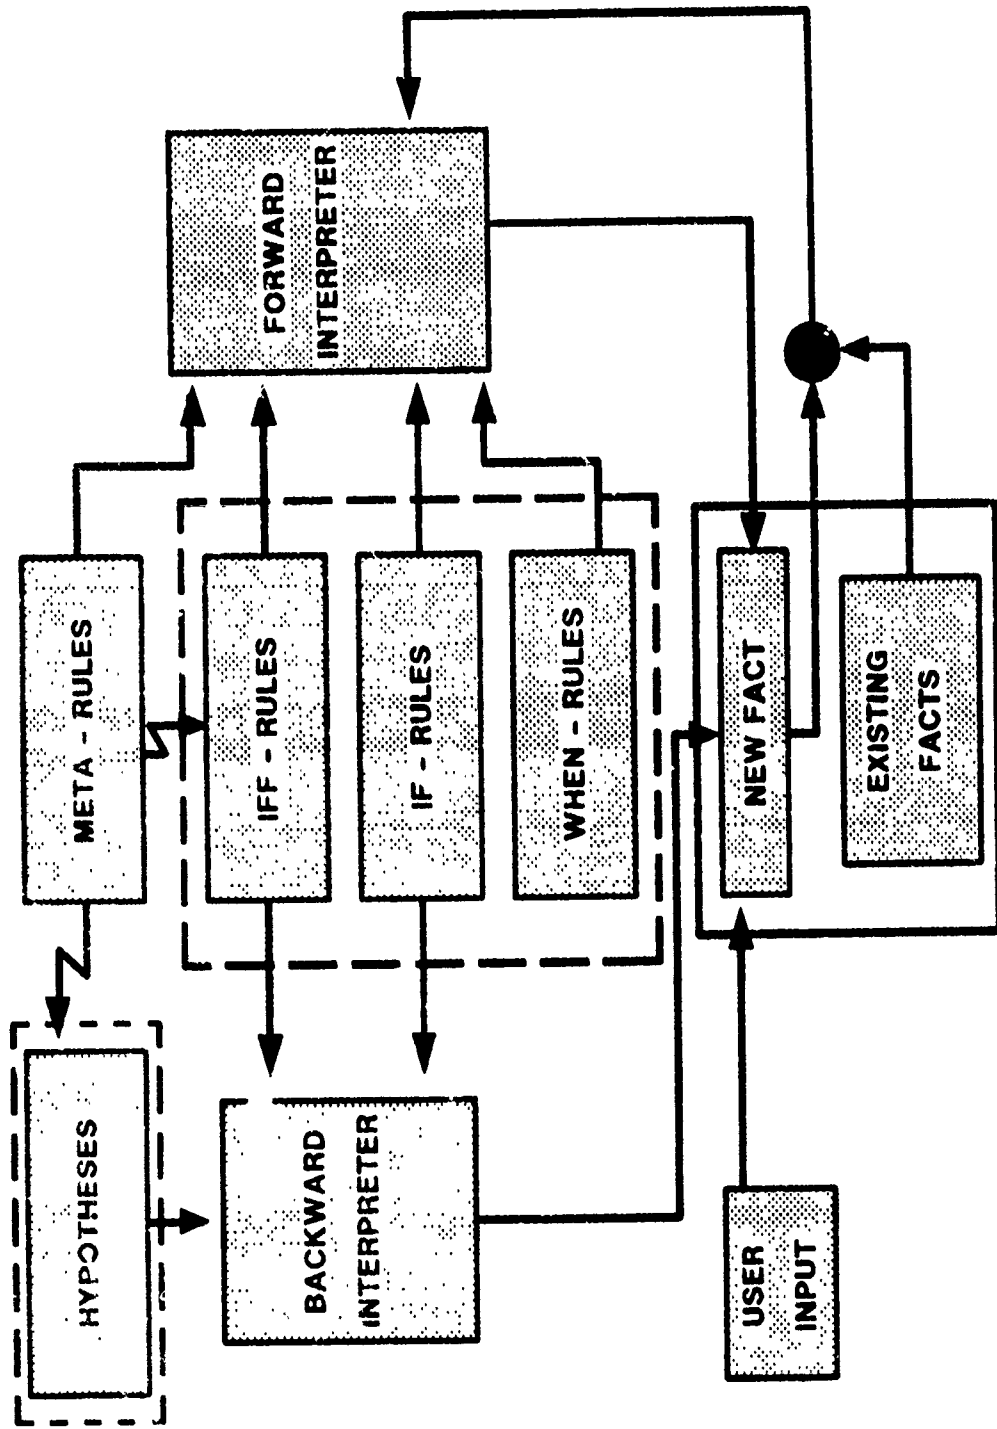 HYPOTHESES
META - RULES
BACKWARD
INTERPRETER
IFF - RULES
IF - RULES
WHEN - RULES
FORWARD
INTERPRETER
USER
INPUT
NEW FACT
EXISTING
FACTS